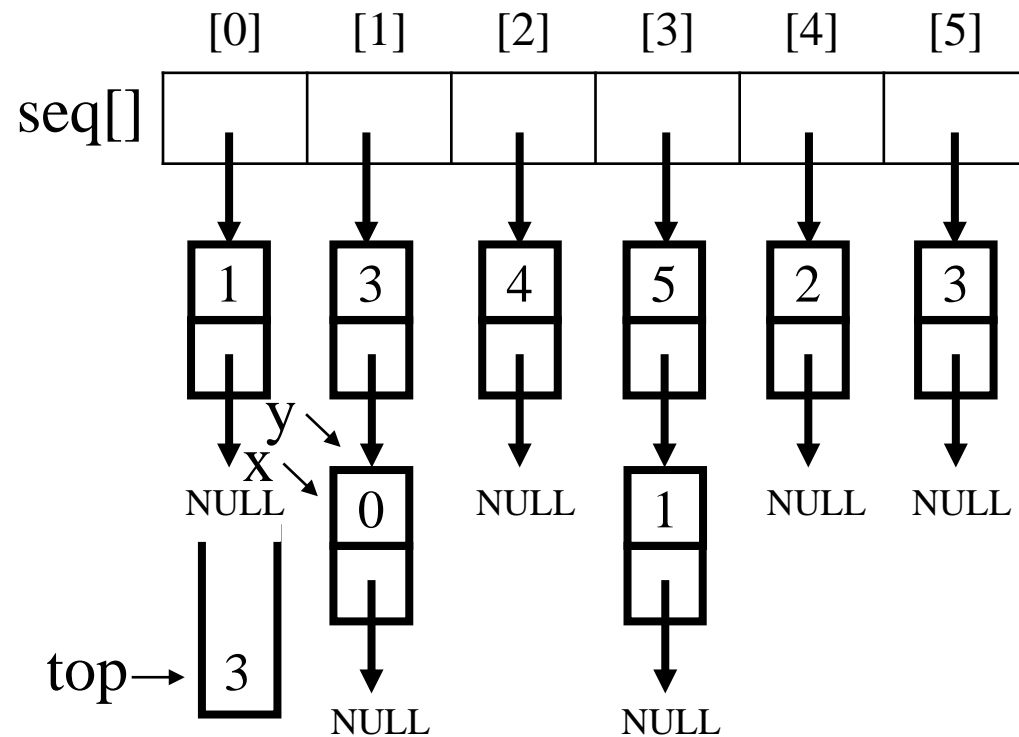 [0] [1] [2] [3] [4] [5]
seq[]
1 3 4 5 2 3
y
x
NULL 0 NULL 1 NULL NULL
top 3
NULL NULL